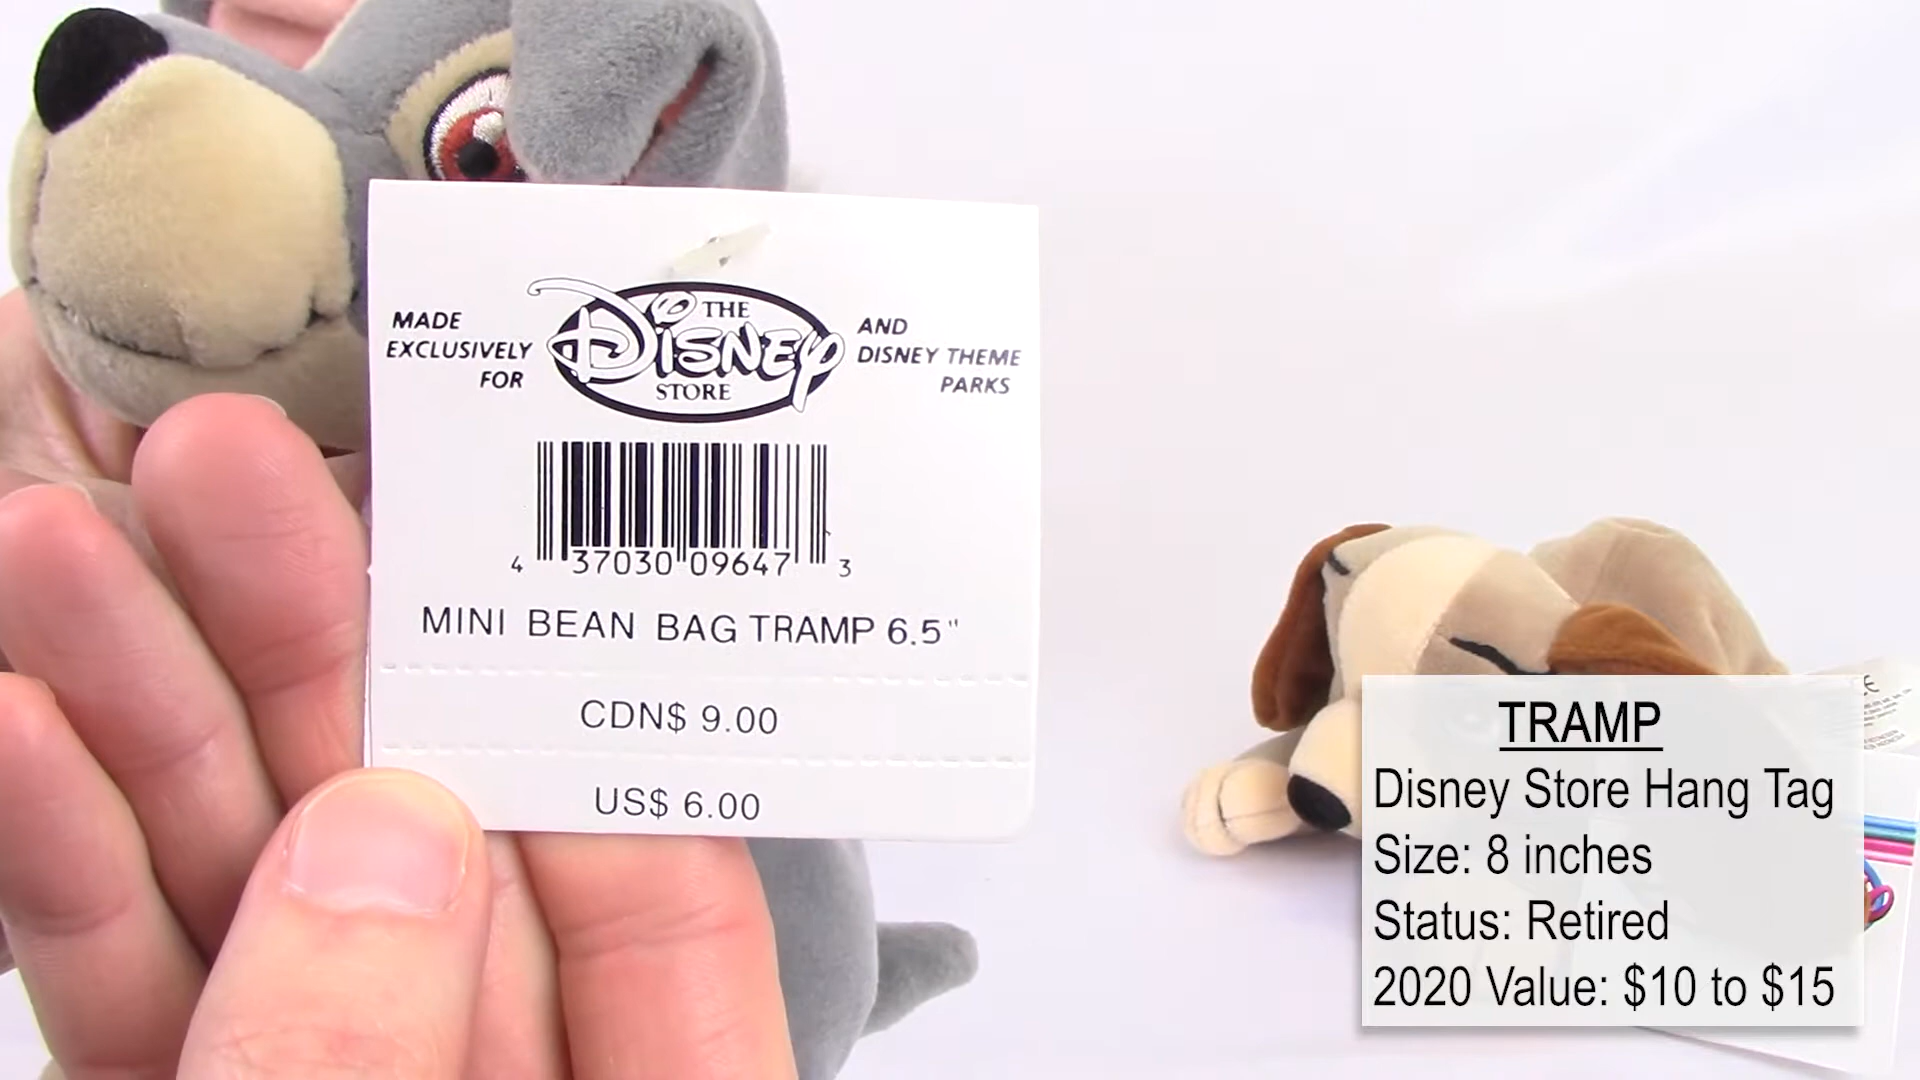 MADE
EXCLUSIVELY
FOR
THE
DISNEY
STORE
AND
DISNEY THEME
PARKS
4 37030 09647 3
MINI BEAN BAG TRAMP 6.5"
CDN$ 9.00
US$ 6.00
TRAMP
Disney Store Hang Tag
Size: 8 inches
Status: Retired
2020 Value: $10 to $15